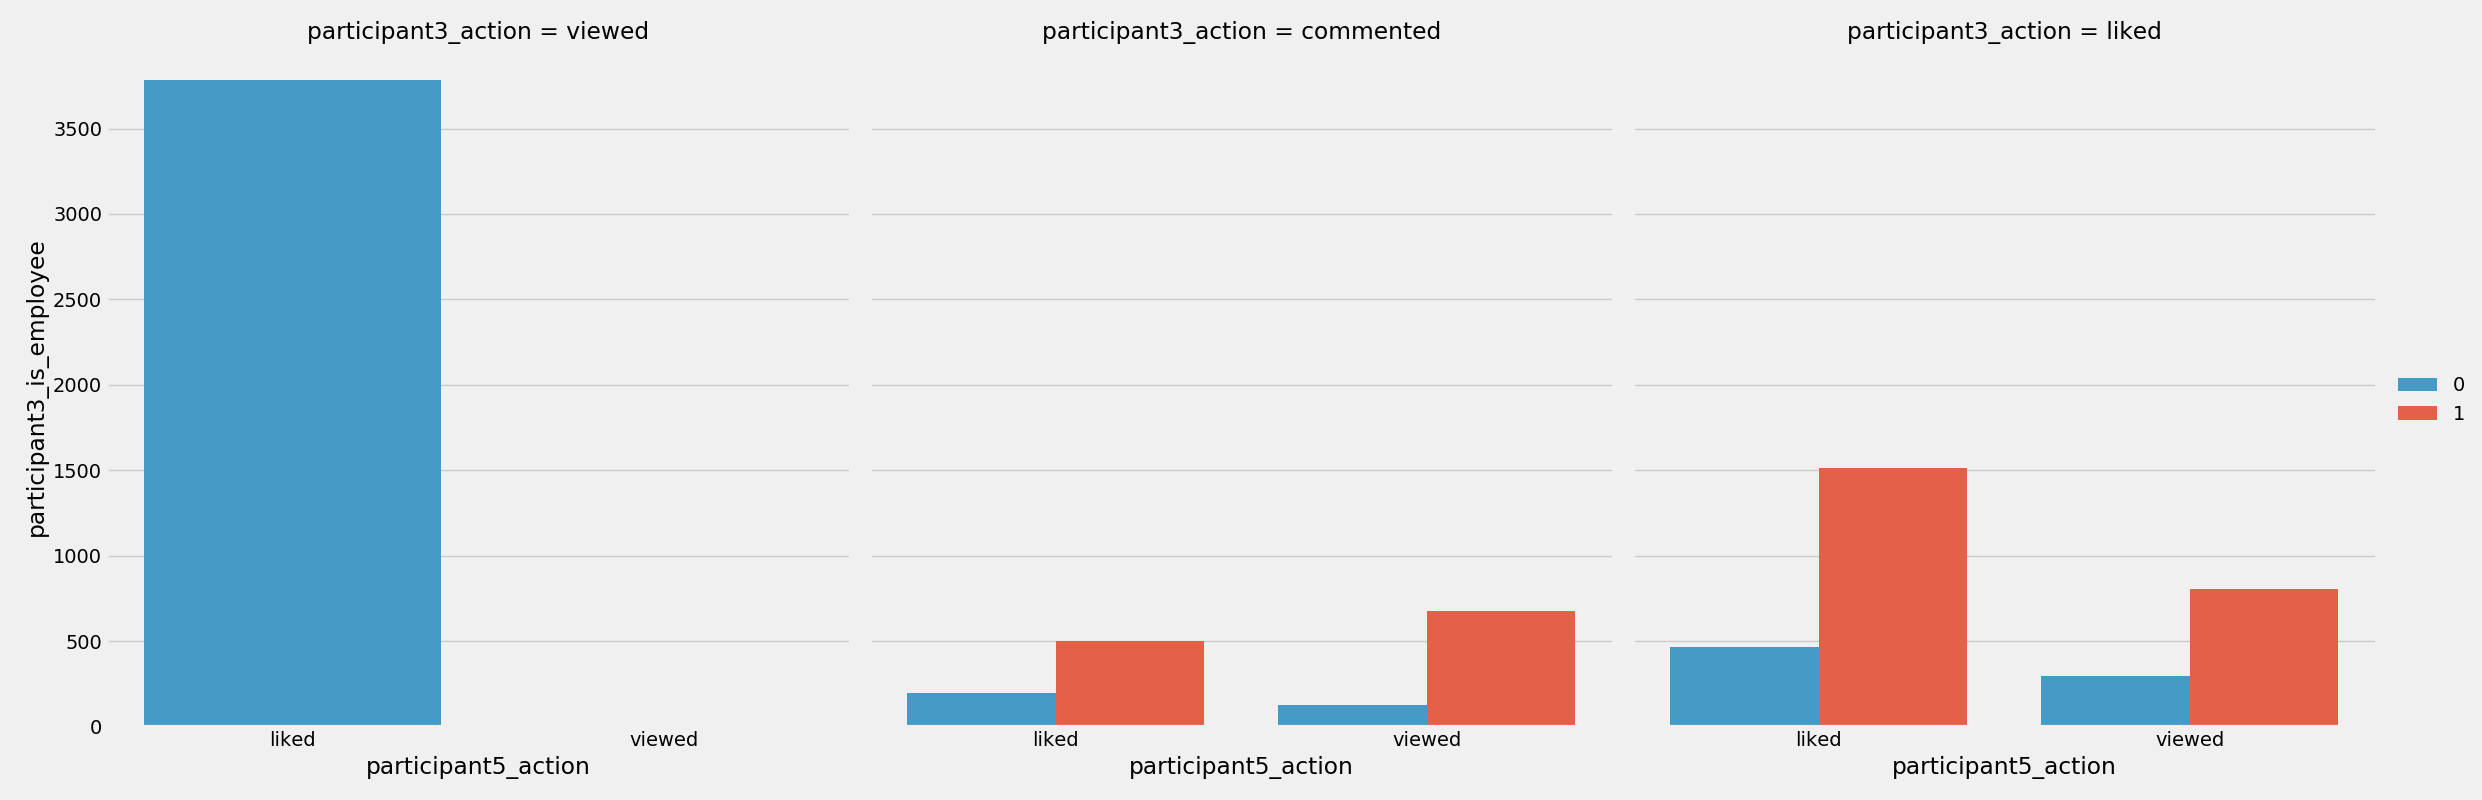 participant3_action = viewed
participant3_action = commented
participant3_action = liked
participant3_is_employee
3500
3000
2500
2000
1500
1000
500
0
liked
viewed
liked
viewed
liked
viewed
participant5_action
participant5_action
participant5_action
0
1